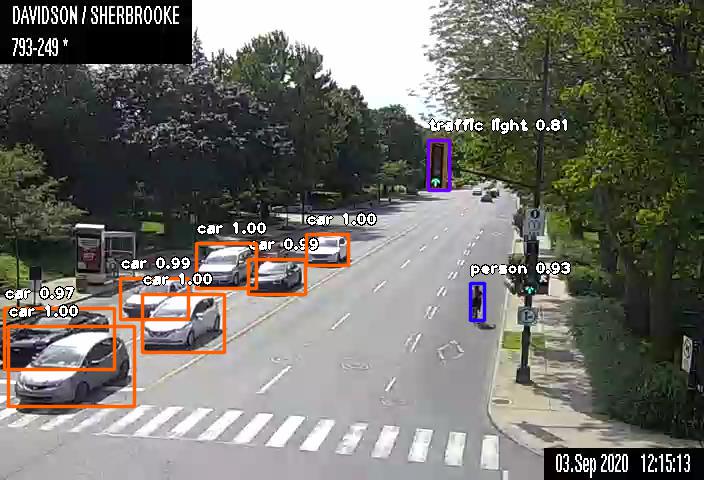 DAVIDSON / SHERBROOKE
793-249 *
traffic light 0.81
car 1.00
car 1.00
car 0.99
car 0.99
car 1.00
person 0.93
car 0.97
car 1.00
03.Sep 2020 12:15:13